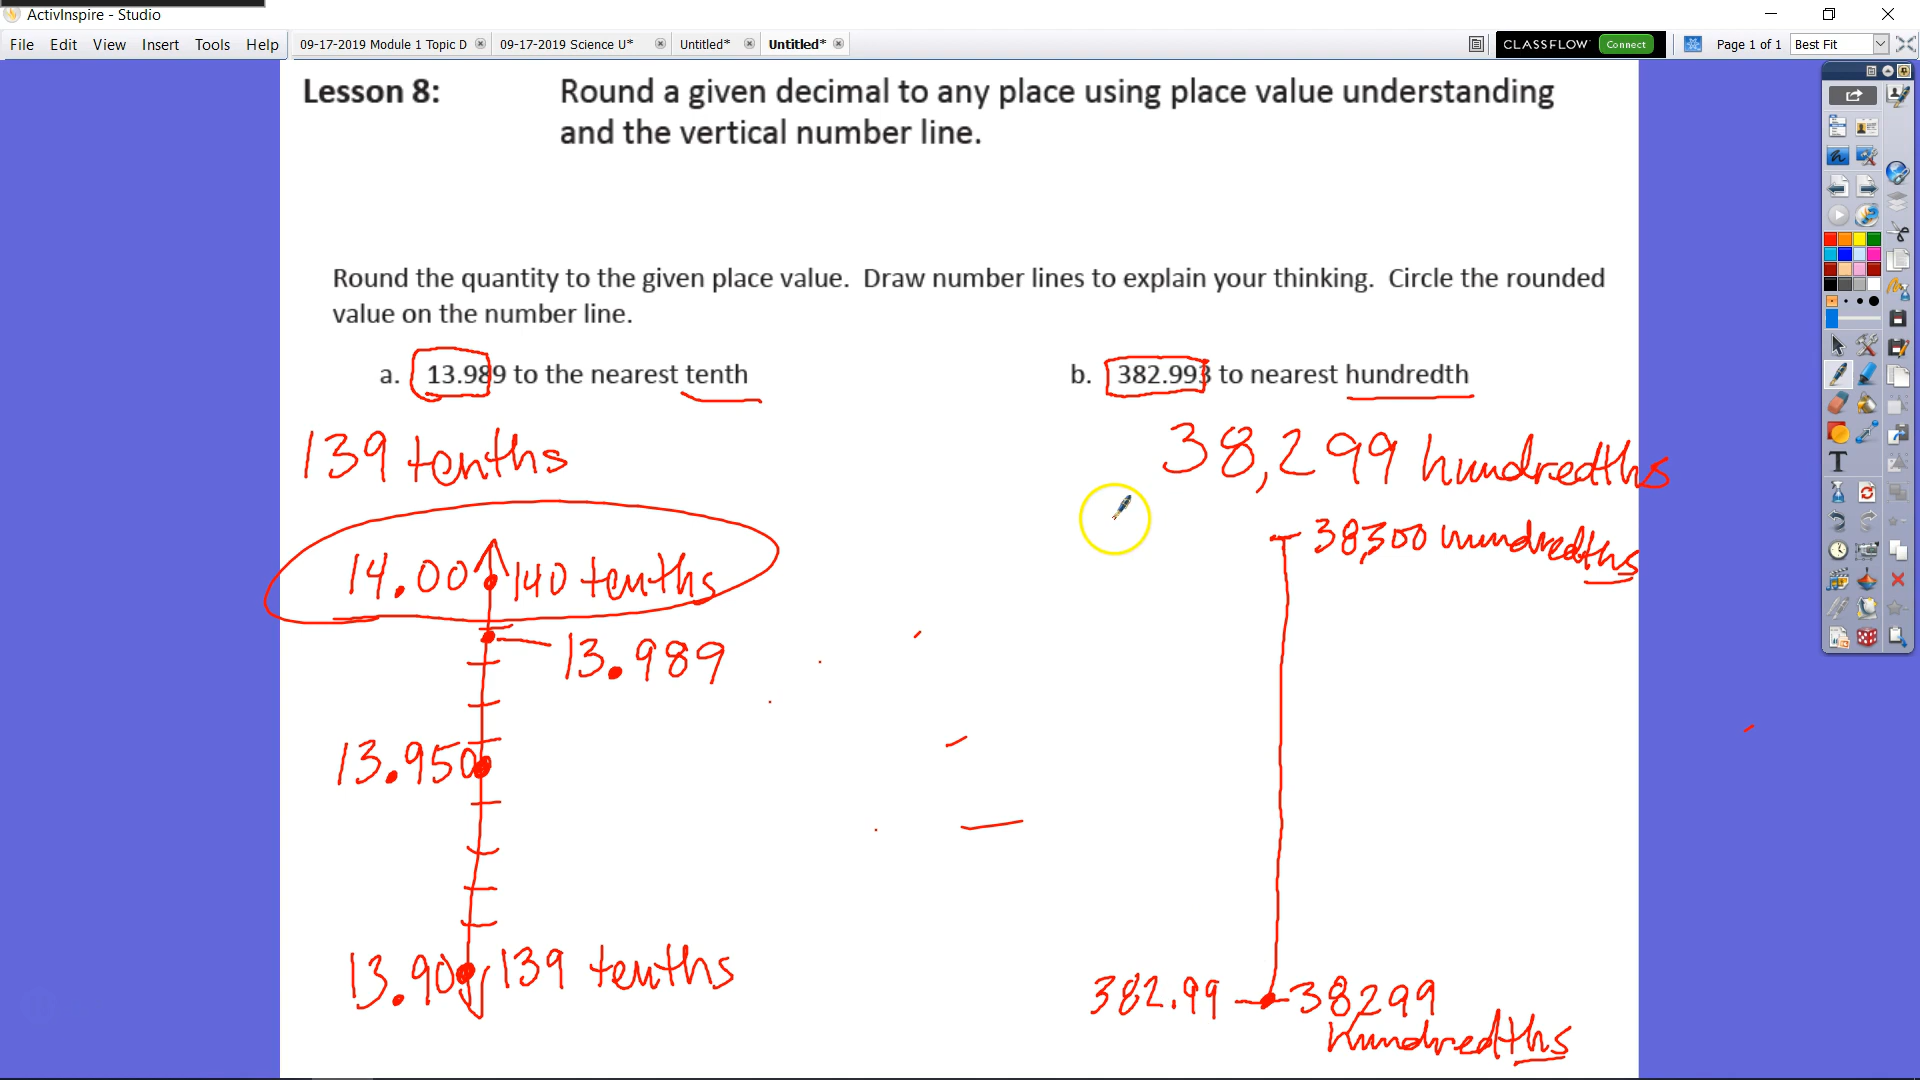 ActivInspire - Studio
File Edit View Insert Tools Help
09-17-2019 Module 1 Topic D
09-17-2019 Science U*
Untitled*
Untitled*
CLASSFLOW Connect
Page 1 of 1
Best Fit
Lesson 8: Round a given decimal to any place using place value understanding
and the vertical number line.
Round the quantity to the given place value. Draw number lines to explain your thinking. Circle the rounded
value on the number line.
a. 13.989 to the nearest tenth
b. 382.993 to nearest hundredth
139 tenths
38,299 hundredths
14.00 140 tenths
38,300 hundredths
13.989
13.950
13.90 139 tenths
382.99 38299
hundredths